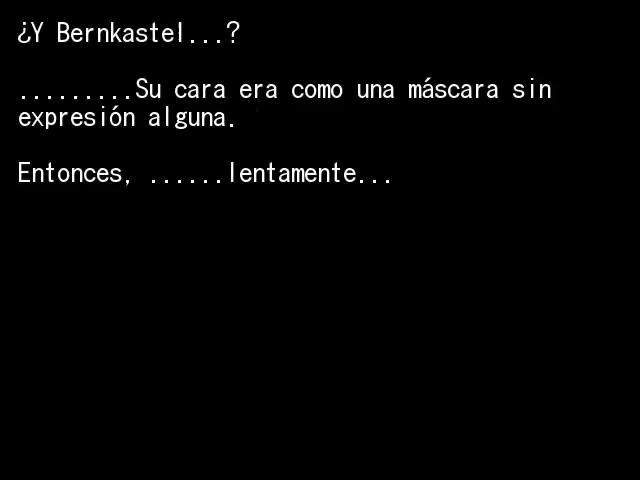 ¿Y Bernkastel...?
.........Su cara era como una máscara sin
expresión alguna.
Entonces, ......lentamente...